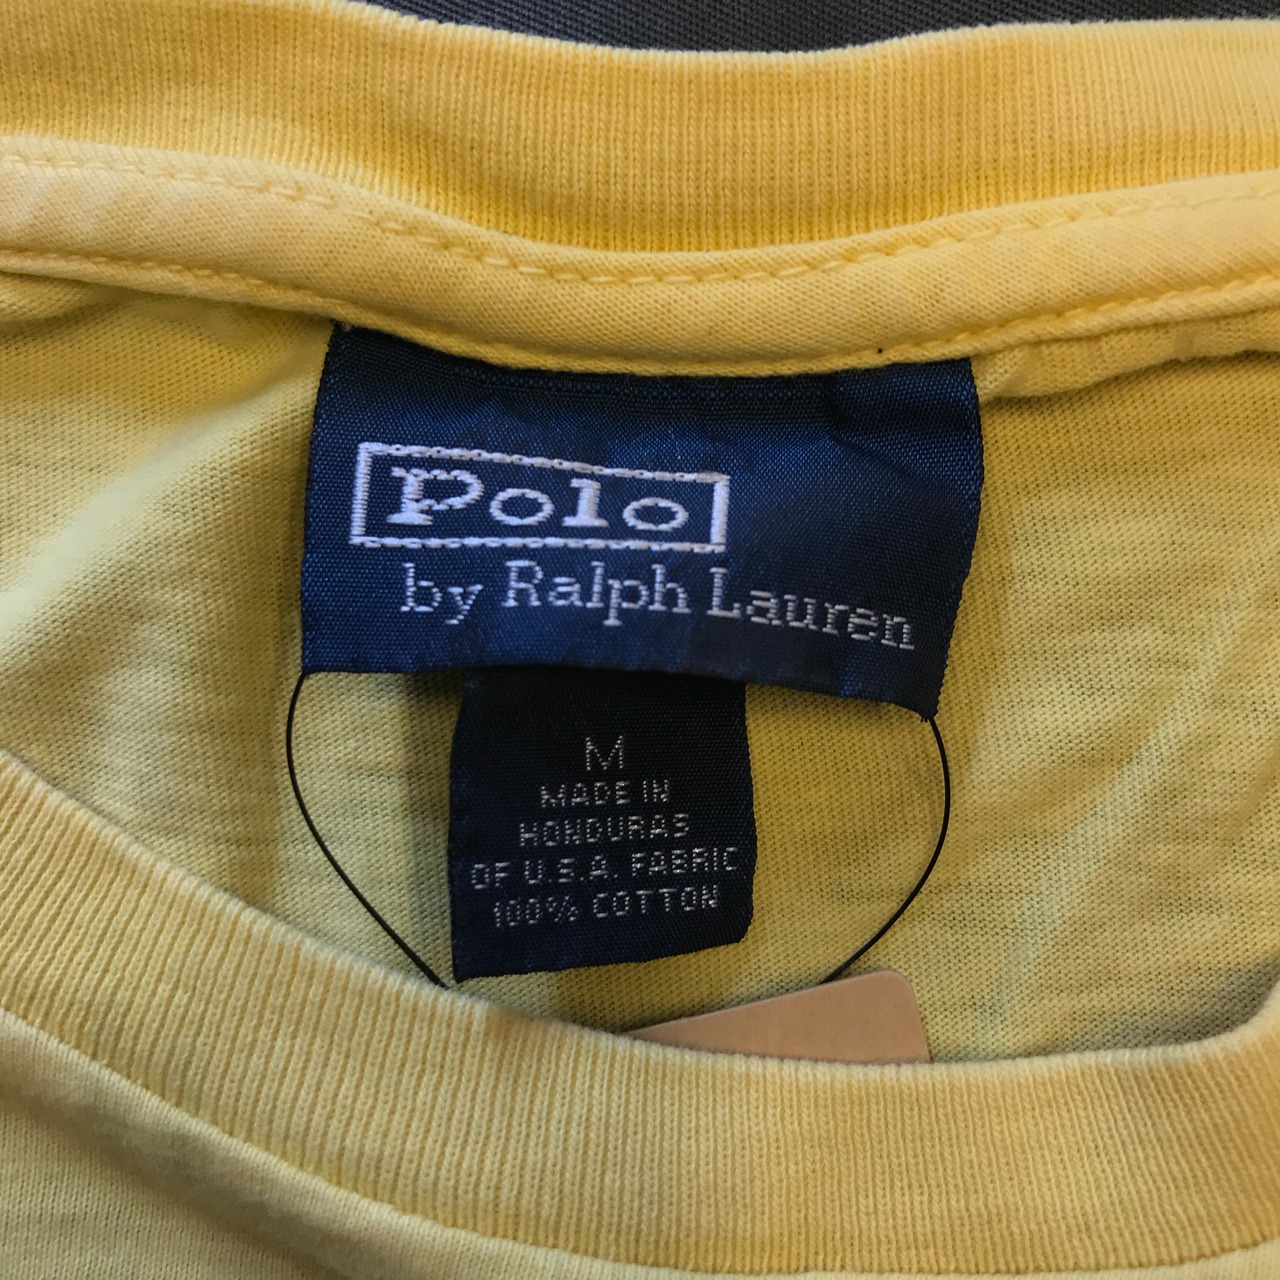 Polo
by Ralph Lauren
M
MADE IN
HONDURAS
OF U.S.A. FABRIC
100% COTTON